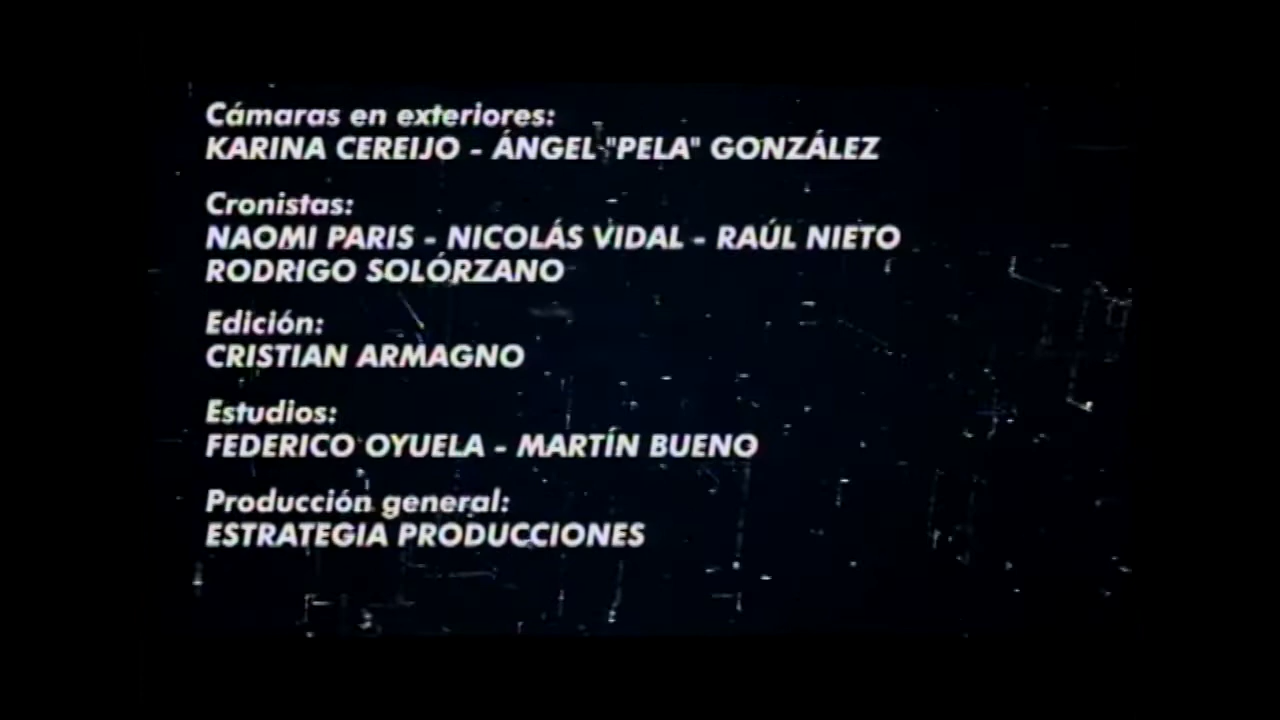 Cámaras en exteriores:
KARINA CEREIJO - ÁNGEL "PELA" GONZÁLEZ
Cronistas:
NAOMI PARIS - NICOLÁS VIDAL - RAÚL NIETO
RODRIGO SOLÓRZANO
Edición:
CRISTIAN ARMAGNO
Estudios:
FEDERICO OYUELA - MARTÍN BUENO
Producción general:
ESTRATEGIA PRODUCCIONES